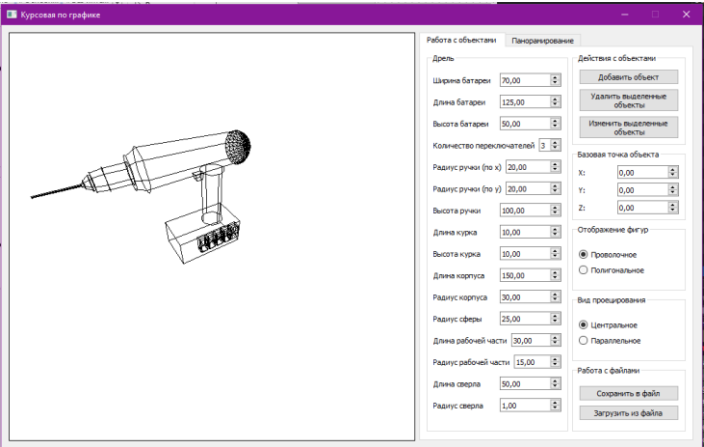 Курсовая по графике
Работа с объектами
Панорамирование
Дрель
Ширина батареи 70,00
Длина батареи 125,00
Высота батареи 50,00
Количество переключателей 3
Радиус ручки (по x) 20,00
Радиус ручки (по y) 20,00
Высота ручки 100,00
Длина курка 10,00
Высота курка 10,00
Длина корпуса 150,00
Радиус корпуса 30,00
Радиус сферы 25,00
Длина рабочей части 30,00
Радиус рабочей части 15,00
Длина сверла 50,00
Радиус сверла 1,00
Действия с объектами
Добавить объект
Удалить выделенные
объекты
Изменить выделенные
объекты
Базовая точка объекта
X: 0,00
Y: 0,00
Z: 0,00
Отображение фигур
Проволочное
Полигональное
Вид проецирования
Центральное
Параллельное
Работа с файлами
Сохранить в файл
Загрузить из файла